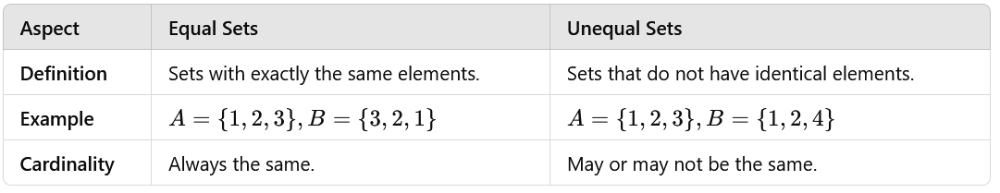 Aspect Equal Sets Unequal Sets
Definition Sets with exactly the same elements. Sets that do not have identical elements.
Example A = {1, 2, 3}, B = {3, 2, 1} A = {1, 2, 3}, B = {1, 2, 4}
Cardinality Always the same. May or may not be the same.